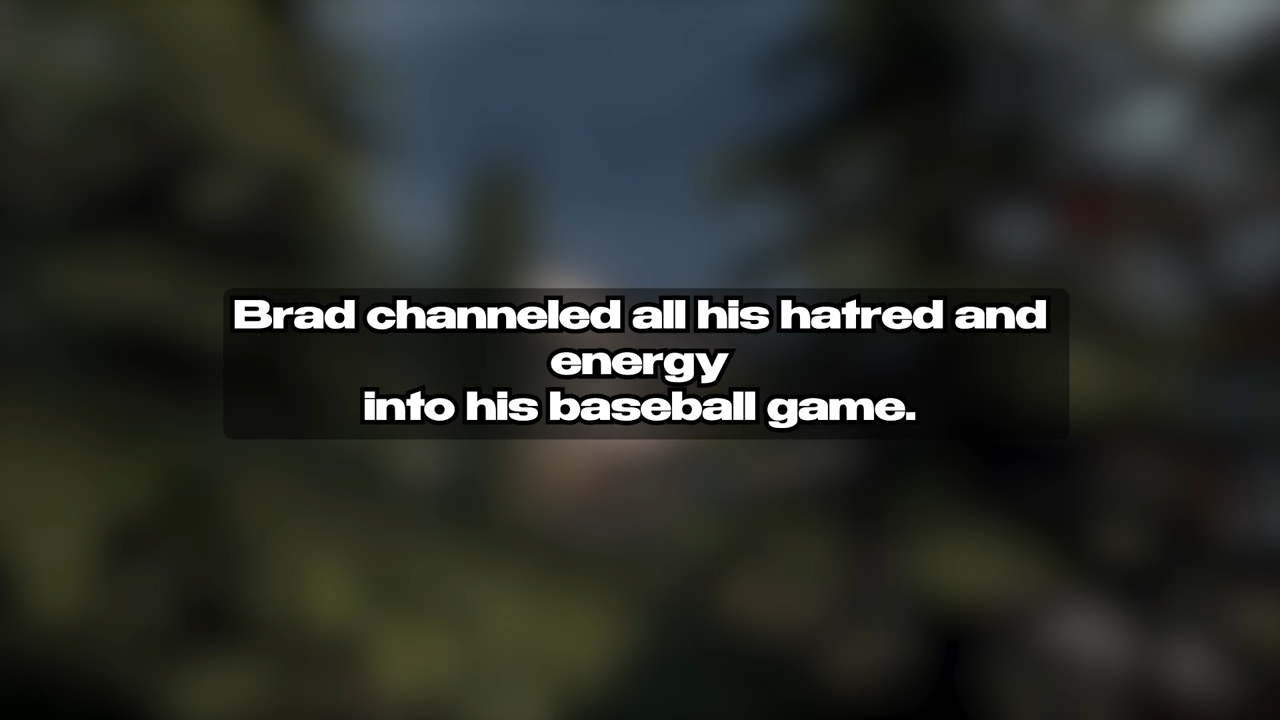 Brad channeled all his hatred and
energy
into his baseball game.